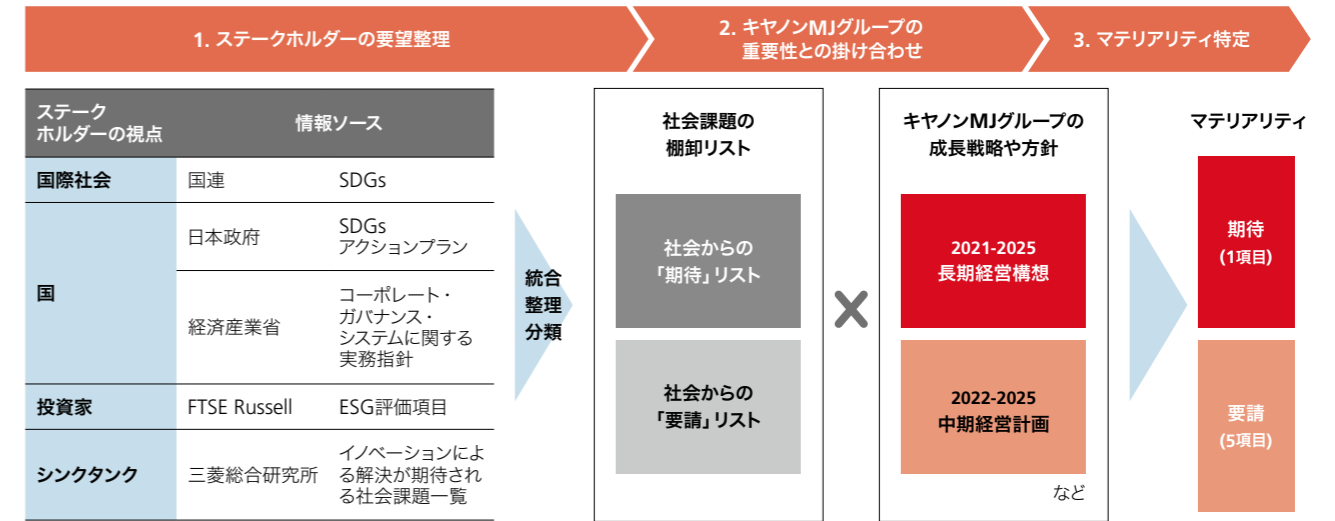 1. ステークホルダーの要望整理
2. キヤノンMJグループの
重要性との掛け合わせ
3. マテリアリティ特定
ステーク
ホルダーの視点
情報ソース
国際社会
国連
SDGs
国
日本政府
SDGs
アクションプラン
経済産業省
コーポレート・
ガバナンス・
システムに関する
実務指針
投資家
FTSE Russell
ESG評価項目
シンクタンク
三菱総合研究所
イノベーションによ
る解決が期待され
る社会課題一覧
統合
整理
分類
社会課題の
棚卸リスト
社会からの
「期待」リスト
社会からの
「要請」リスト
×
キヤノンMJグループの
成長戦略や方針
2021-2025
長期経営構想
2022-2025
中期経営計画
など
マテリアリティ
期待
(1項目)
要請
(5項目)